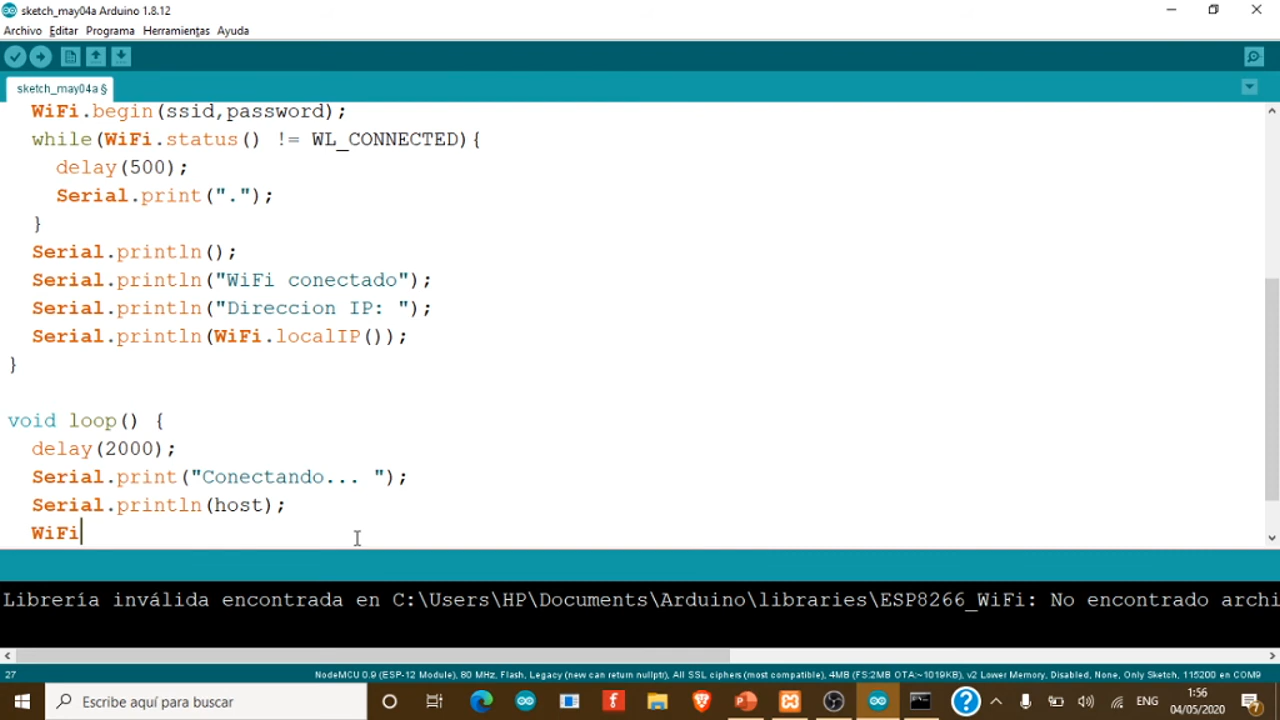 sketch_may04a Arduino 1.8.12
Archivo Editar Programa Herramientas Ayuda
sketch_may04a §
WiFi.begin(ssid,password);
while(WiFi.status() != WL_CONNECTED){
delay(500);
Serial.print(".");
}
Serial.println();
Serial.println("WiFi conectado");
Serial.println("Direccion IP: ");
Serial.println(WiFi.localIP());
}
void loop() {
delay(2000);
Serial.print("Conectando... ");
Serial.println(host);
WiFi
Librería inválida encontrada en C:\Users\HP\Documents\Arduino\libraries\ESP8266_WiFi: No encontrado archi
27 NodeMCU 0.9 (ESP-12 Module), 80 MHz, Flash, Legacy (new can return nullptr), All SSL ciphers (most compatible), 4MB (FS:2MB OTA:~1019KB), v2 Lower Memory, Disabled, None, Only Sketch, 115200 en COM9
Escribe aquí para buscar
ENG
1:56
04/05/2020